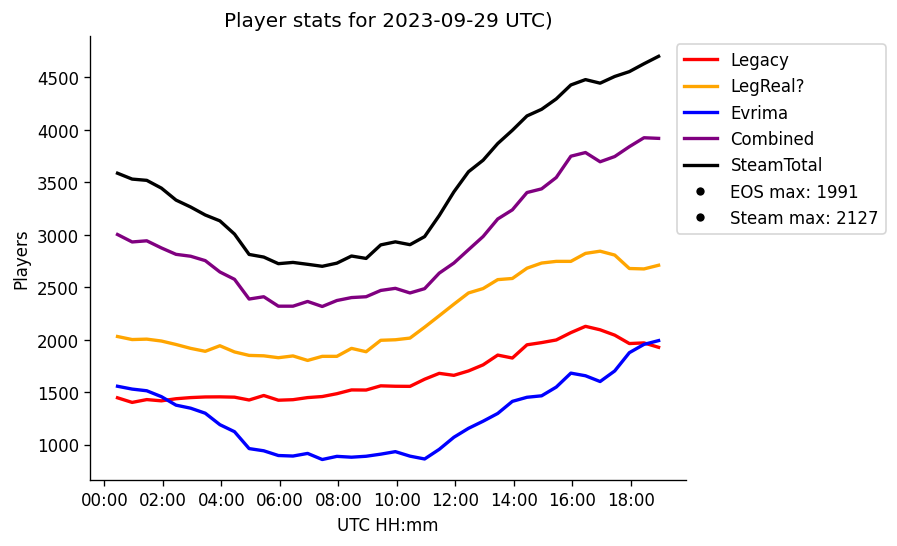 Player stats for 2023-09-29 UTC)
Players
4500
4000
3500
3000
2500
2000
1500
1000
00:00 02:00 04:00 06:00 08:00 10:00 12:00 14:00 16:00 18:00
UTC HH:mm
Legacy
LegReal?
Evrima
Combined
SteamTotal
EOS max: 1991
Steam max: 2127